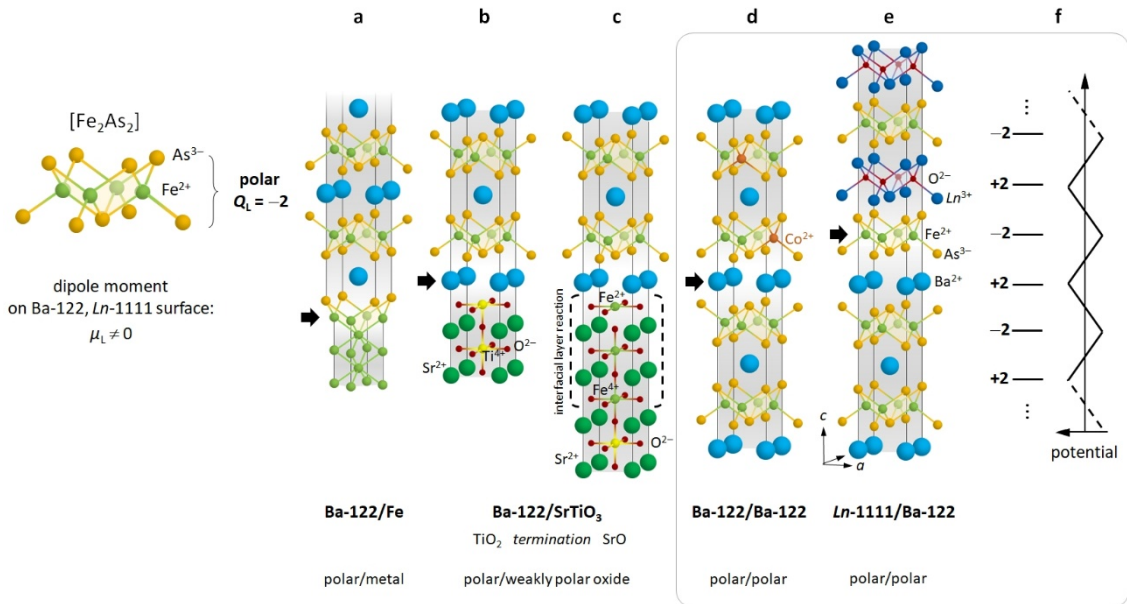 a
b
c
d
e
f
[Fe₂As₂]
As³⁻
Fe²⁺
polar
Q_L = −2
dipole moment
on Ba-122, Ln-1111 surface:
μ_L ≠ 0
Fe²⁺
interfacial layer reaction
Sr²⁺
Ti⁴⁺
O²⁻
Fe⁴⁺
Sr²⁺
O²⁻
Co²⁺
O²⁻
Ln³⁺
Fe²⁺
As³⁻
Ba²⁺
c
a
⋮
−2
+2
−2
+2
−2
+2
⋮
potential
Ba-122/Fe
Ba-122/SrTiO₃
Ba-122/Ba-122
Ln-1111/Ba-122
TiO₂ termination SrO
polar/metal
polar/weakly polar oxide
polar/polar
polar/polar